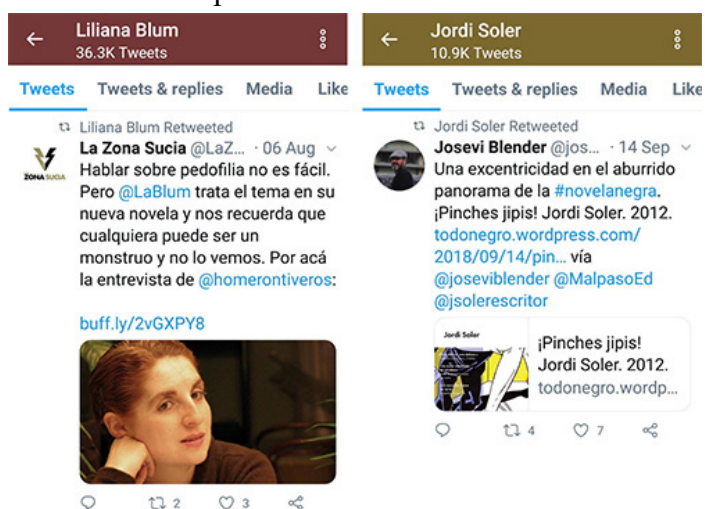 Liliana Blum
36.3K Tweets
Tweets Tweets & replies Media Like
Liliana Blum Retweeted
La Zona Sucia @LaZ... · 06 Aug
ZONA SUCIA
Hablar sobre pedofilia no es fácil.
Pero @LaBlum trata el tema en su
nueva novela y nos recuerda que
cualquiera puede ser un
monstruo y no lo vemos. Por acá
la entrevista de @homerontiveros:
buff.ly/2vGXPY8
2 3
Jordi Soler
10.9K Tweets
Tweets Tweets & replies Media Like
Jordi Soler Retweeted
Josevi Blender @jos... · 14 Sep
Una excentricidad en el aburrido
panorama de la #novelanegra.
¡Pinches jipis! Jordi Soler. 2012.
todonegro.wordpress.com/
2018/09/14/pin... vía
@joseviblender @MalpasoEd
@jsolerescritor
Jordi Soler
¡Pinches jipis!
Jordi Soler. 2012.
todonegro.wordp...
4 7